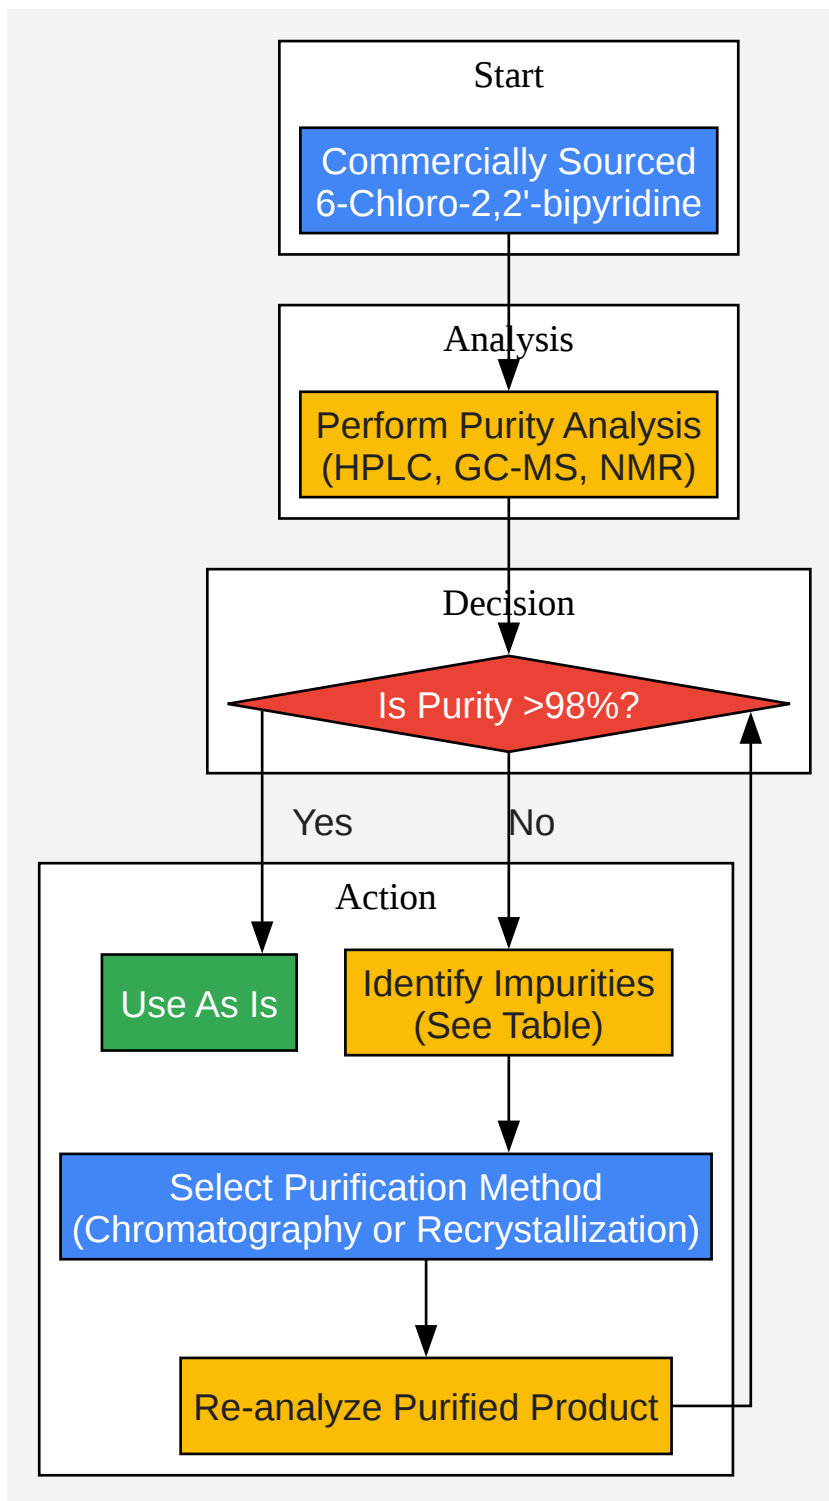 Start
Commercially Sourced
6-Chloro-2,2'-bipyridine
Analysis
Perform Purity Analysis
(HPLC, GC-MS, NMR)
Decision
Is Purity >98%?
Yes
No
Action
Use As Is
Identify Impurities
(See Table)
Select Purification Method
(Chromatography or Recrystallization)
Re-analyze Purified Product